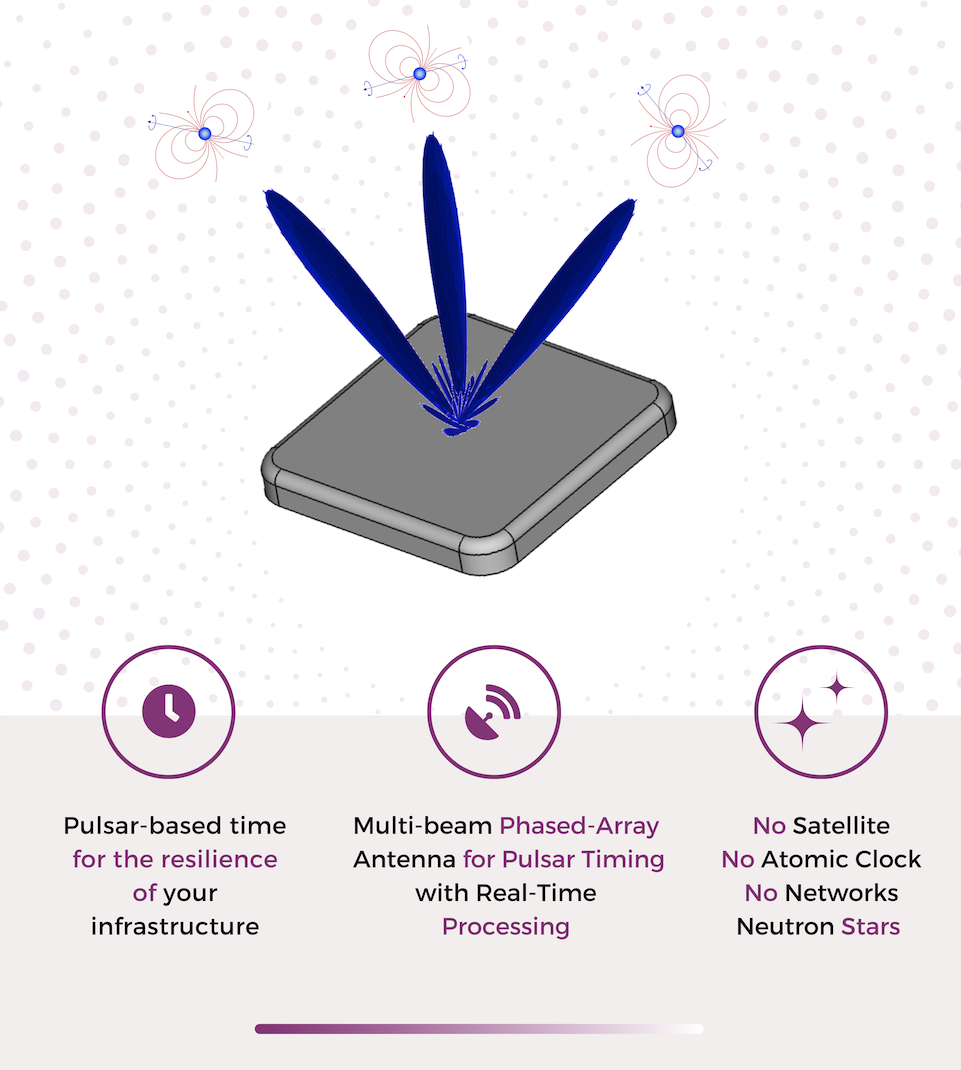 Pulsar-based time
for the resilience
of your
infrastructure
Multi-beam Phased-Array
Antenna for Pulsar Timing
with Real-Time
Processing
No Satellite
No Atomic Clock
No Networks
Neutron Stars